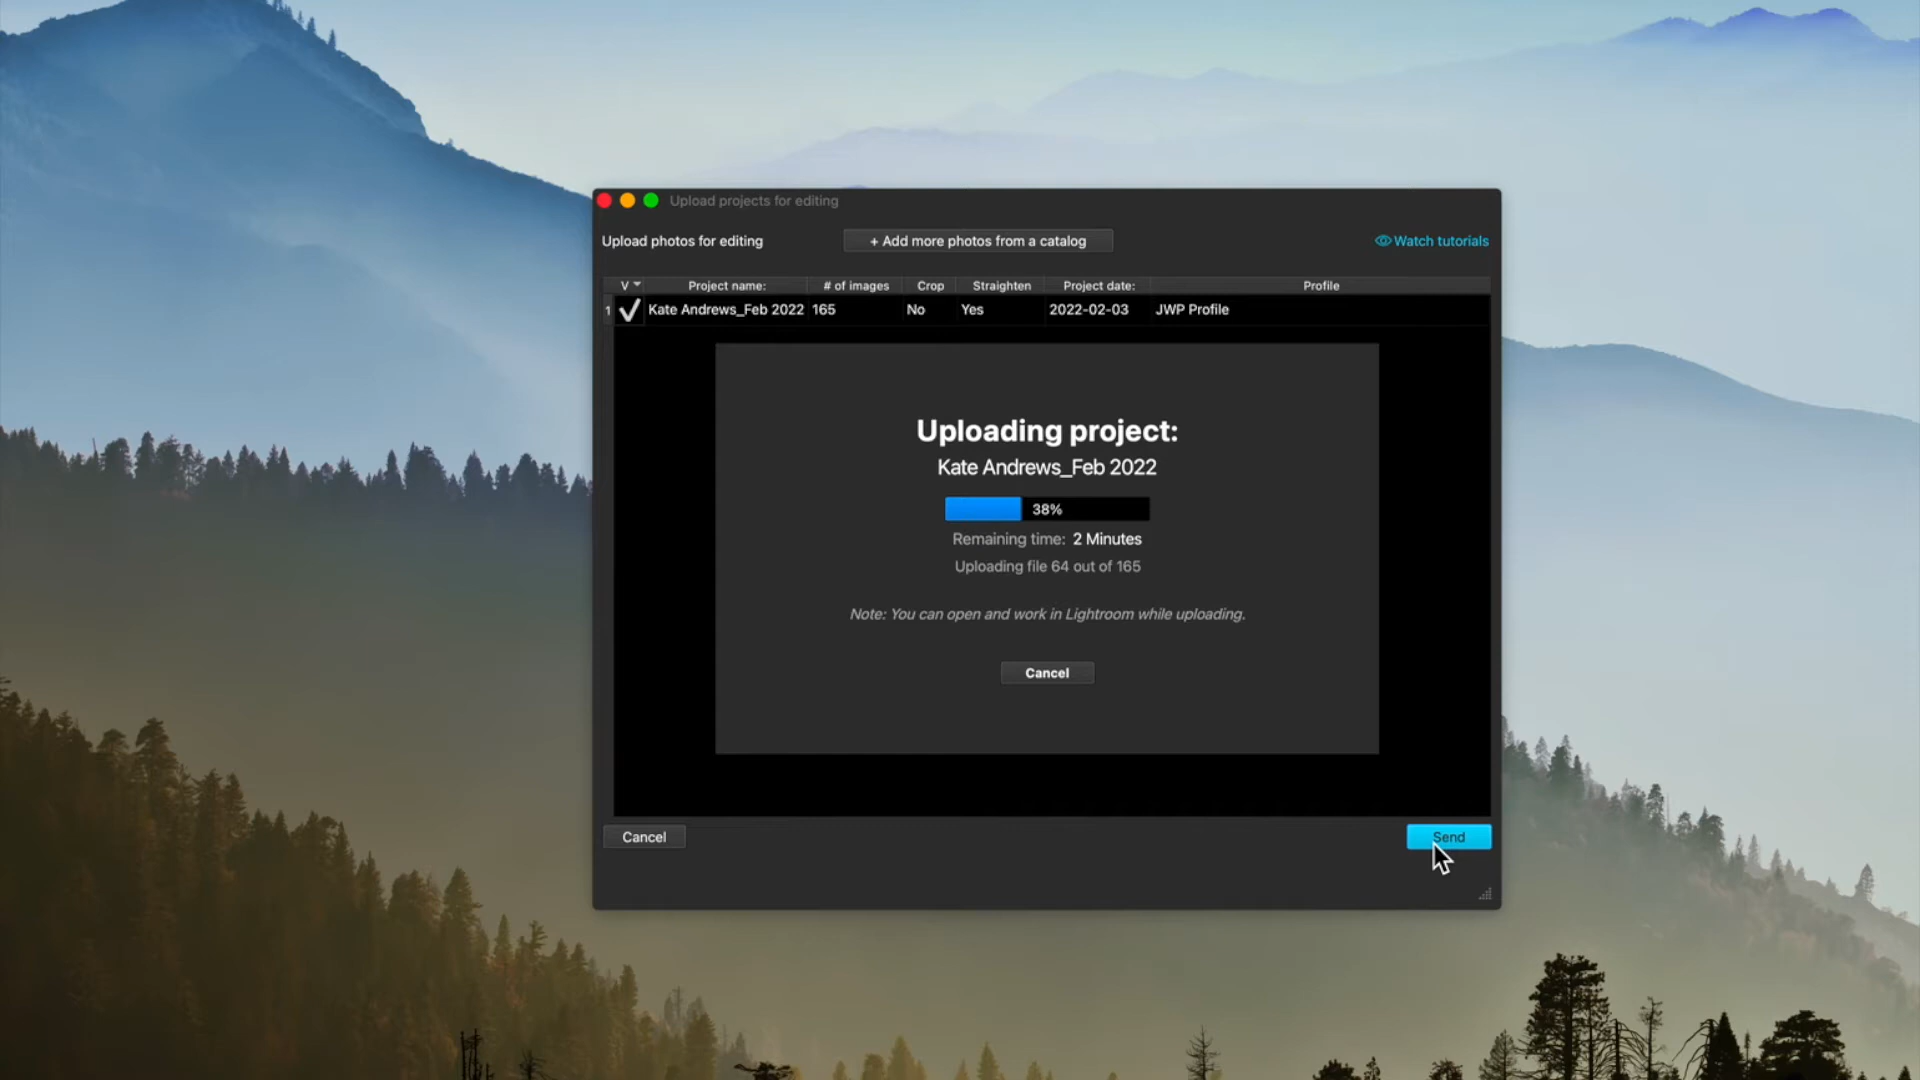 Upload projects for editing
Upload photos for editing
+ Add more photos from a catalog
Watch tutorials
V Project name: # of images Crop Straighten Project date: Profile
1 Kate Andrews_Feb 2022 165 No Yes 2022-02-03 JWP Profile
Uploading project:
Kate Andrews_Feb 2022
38%
Remaining time: 2 Minutes
Uploading file 64 out of 165
Note: You can open and work in Lightroom while uploading.
Cancel
Cancel
Send